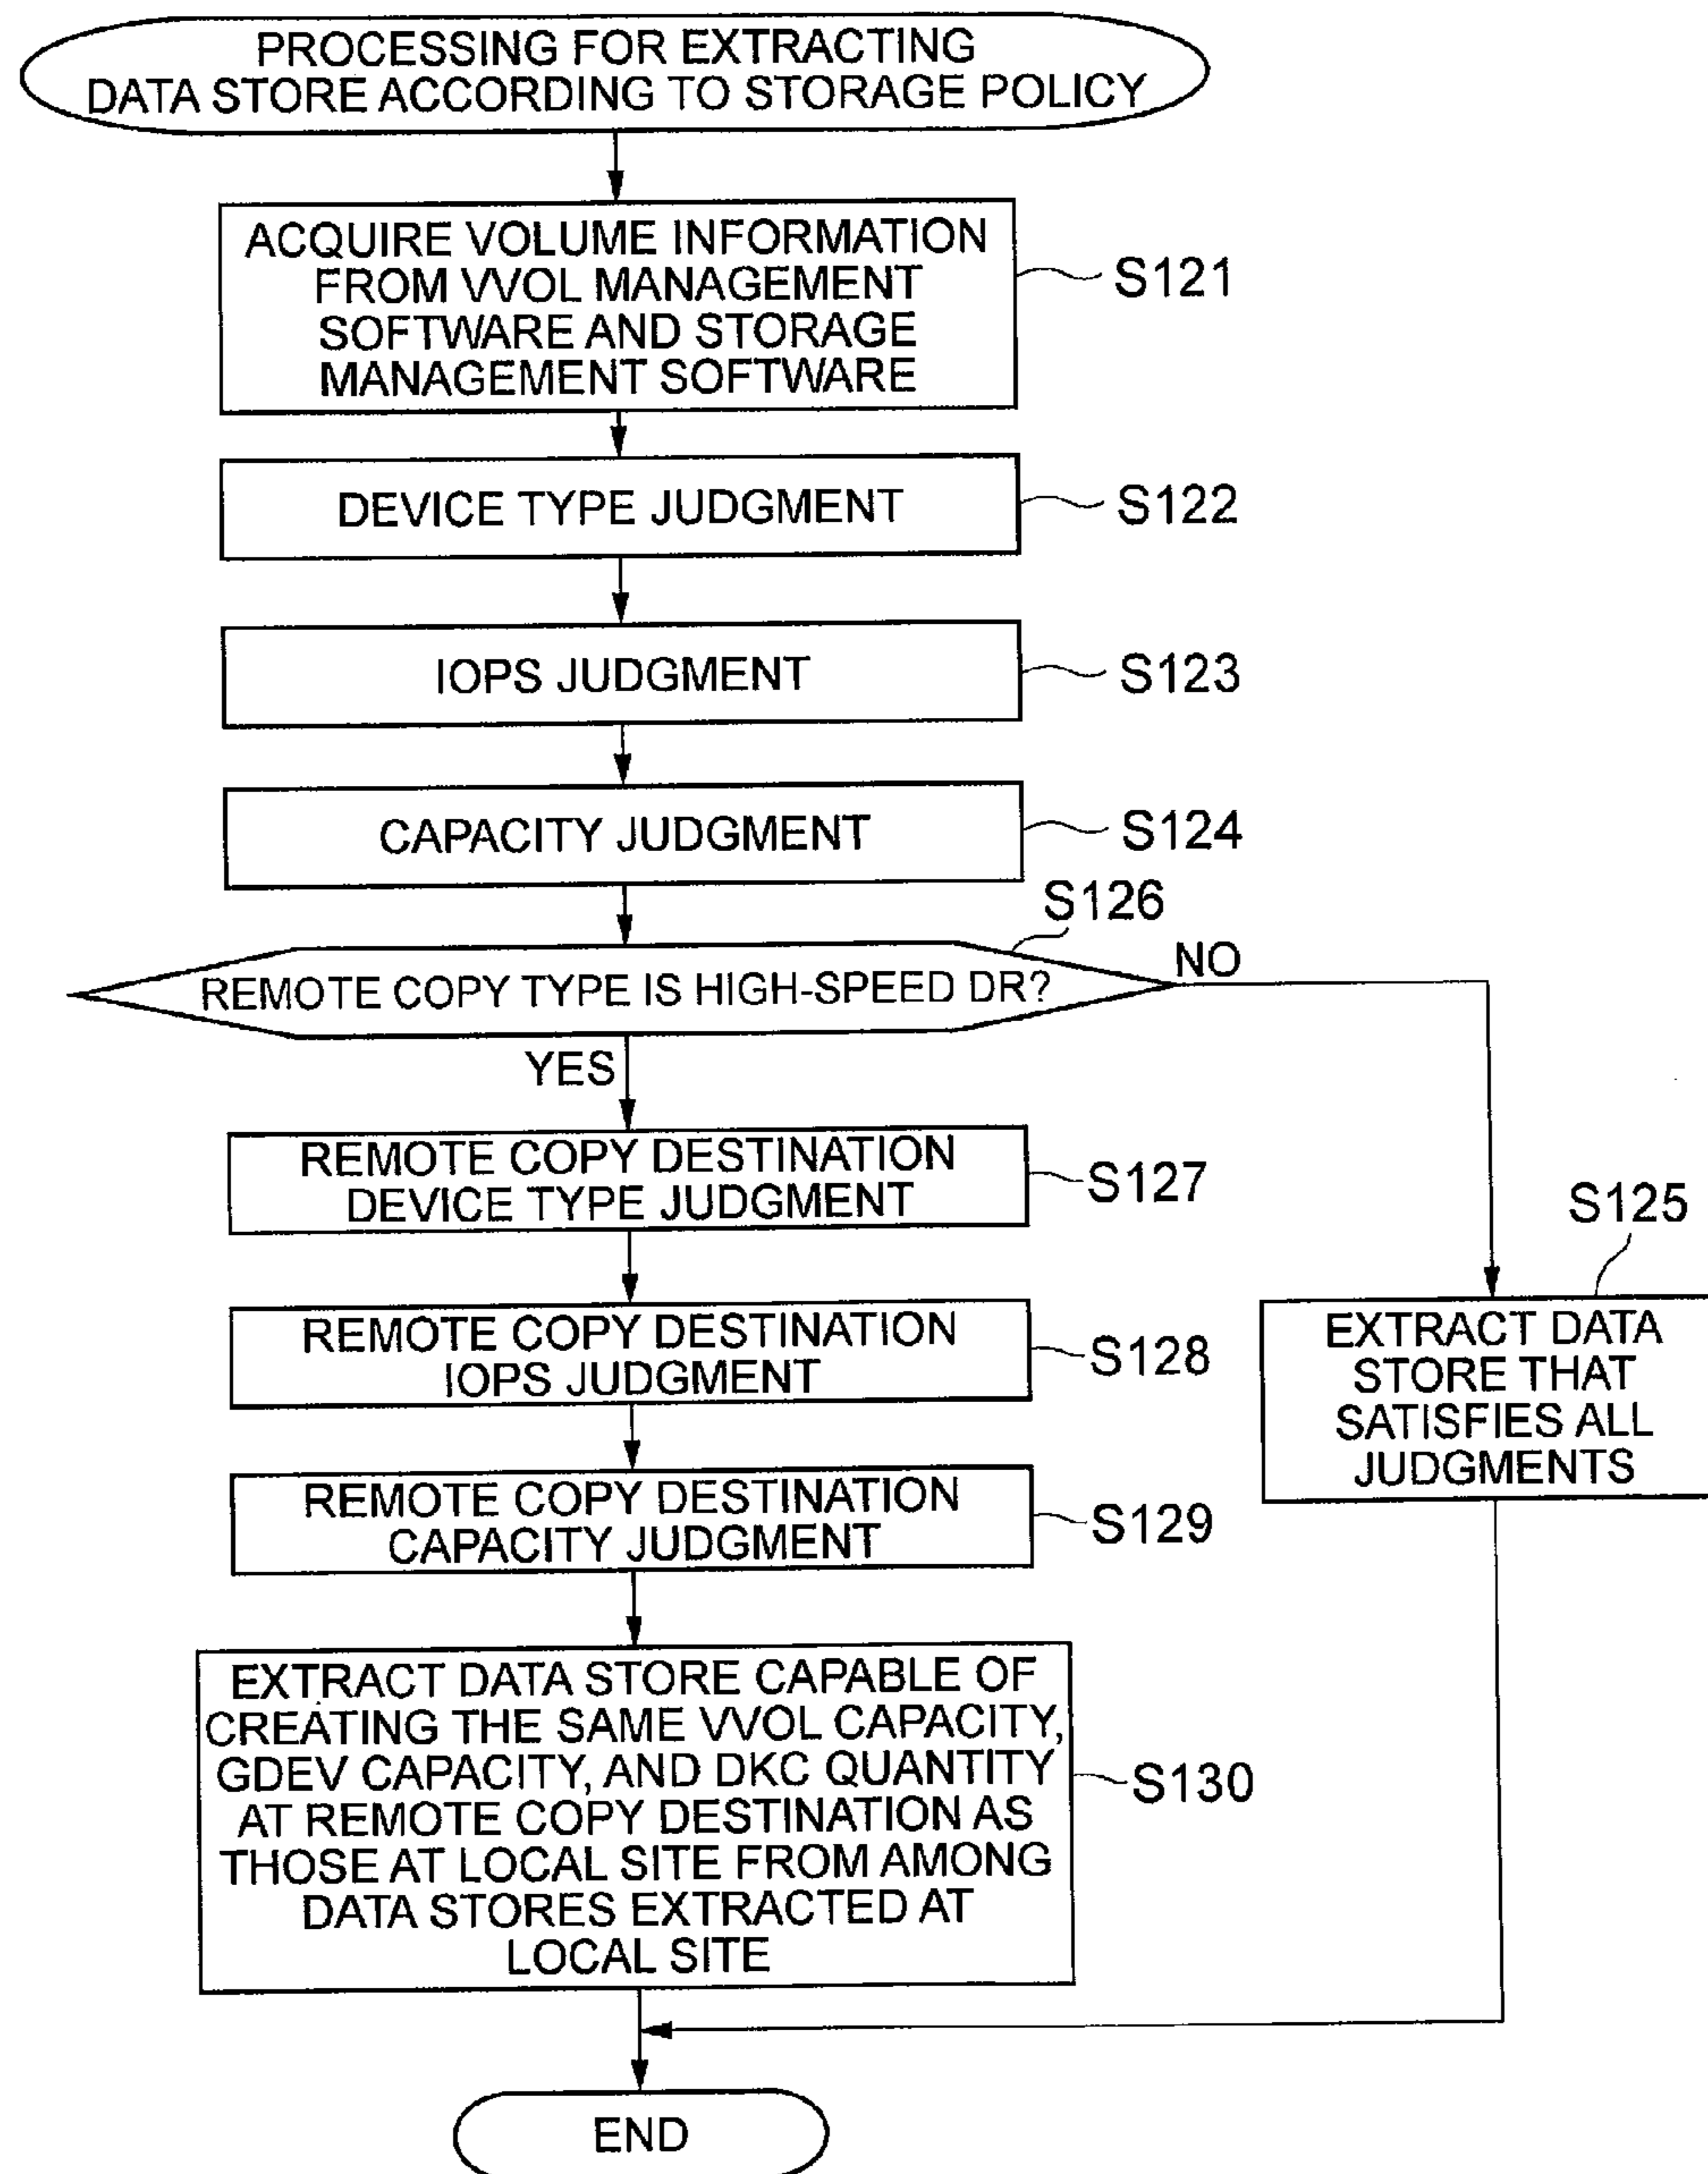 PROCESSING FOR EXTRACTING
DATA STORE ACCORDING TO STORAGE POLICY
ACQUIRE VOLUME INFORMATION
FROM VVOL MANAGEMENT
SOFTWARE AND STORAGE
MANAGEMENT SOFTWARE
S121
DEVICE TYPE JUDGMENT
S122
IOPS JUDGMENT
S123
CAPACITY JUDGMENT
S124
S126
REMOTE COPY TYPE IS HIGH-SPEED DR?
NO
YES
REMOTE COPY DESTINATION
DEVICE TYPE JUDGMENT
S127
S125
EXTRACT DATA
STORE THAT
SATISFIES ALL
JUDGMENTS
REMOTE COPY DESTINATION
IOPS JUDGMENT
S128
REMOTE COPY DESTINATION
CAPACITY JUDGMENT
S129
EXTRACT DATA STORE CAPABLE OF
CREATING THE SAME VVOL CAPACITY,
GDEV CAPACITY, AND DKC QUANTITY
AT REMOTE COPY DESTINATION AS
THOSE AT LOCAL SITE FROM AMONG
DATA STORES EXTRACTED AT
LOCAL SITE
S130
END